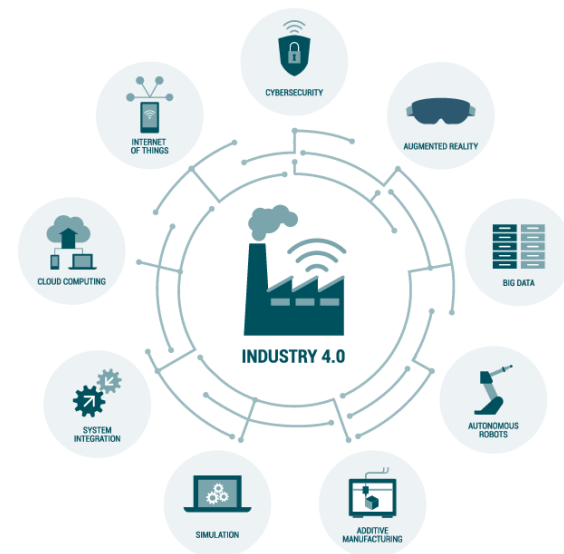 CYBERSECURITY
AUGMENTED REALITY
BIG DATA
AUTONOMOUS
ROBOTS
ADDITIVE
MANUFACTURING
SIMULATION
SYSTEM
INTEGRATION
CLOUD COMPUTING
INTERNET
OF THINGS
INDUSTRY 4.0